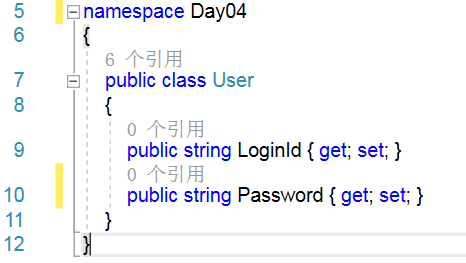 5 namespace Day04
6 {
6 个引用
7 public class User
8 {
0 个引用
9 public string LoginId { get; set; }
0 个引用
10 public string Password { get; set; }
11 }
12 }